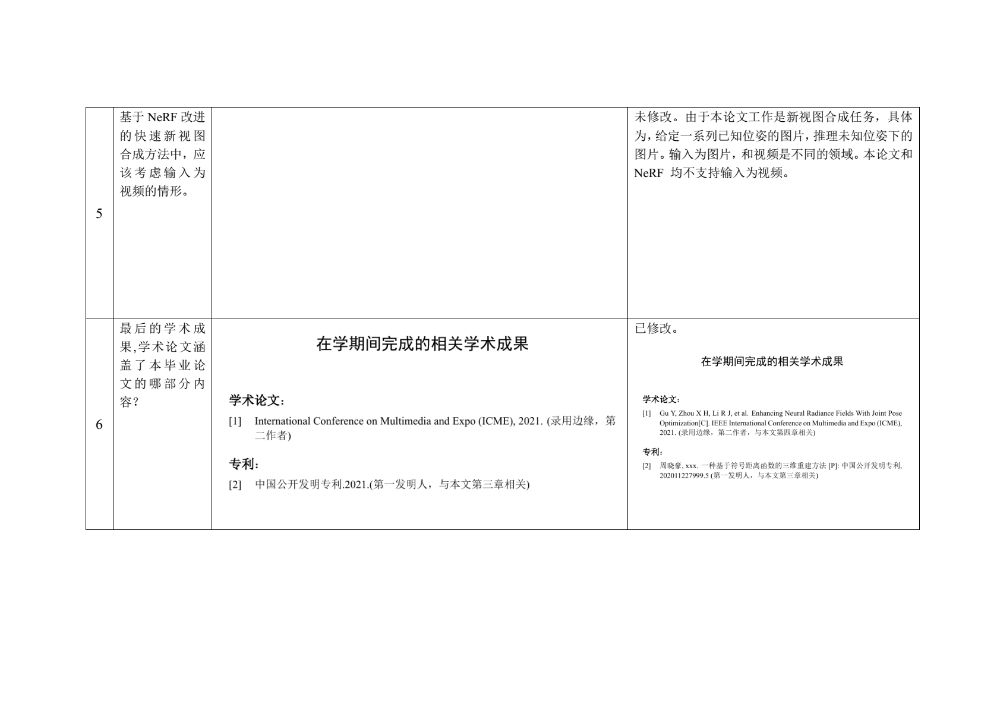 5
基于 NeRF 改进
的快速新视图
合成方法中，应
该考虑输入为
视频的情形。
未修改。由于本论文工作是新视图合成任务，具体
为，给定一系列已知位姿的图片，推理未知位姿下的
图片。输入为图片，和视频是不同的领域。本论文和
NeRF 均不支持输入为视频。
6
最后的学术成
果,学术论文涵
盖了本毕业论
文的哪部分内
容？
在学期间完成的相关学术成果
学术论文：
[1] International Conference on Multimedia and Expo (ICME), 2021. (录用边缘，第
二作者)
专利：
[2] 中国公开发明专利.2021.(第一发明人，与本文第三章相关)
已修改。
在学期间完成的相关学术成果
学术论文：
[1] Gu Y, Zhou X H, Li R J, et al. Enhancing Neural Radiance Fields With Joint Pose
Optimization[C]. IEEE International Conference on Multimedia and Expo (ICME),
2021. (录用边缘，第二作者，与本文第四章相关)
专利：
[2] 周晓豪, xxx. 一种基于符号距离函数的三维重建方法 [P]: 中国公开发明专利,
202011227999.5 (第一发明人，与本文第三章相关)